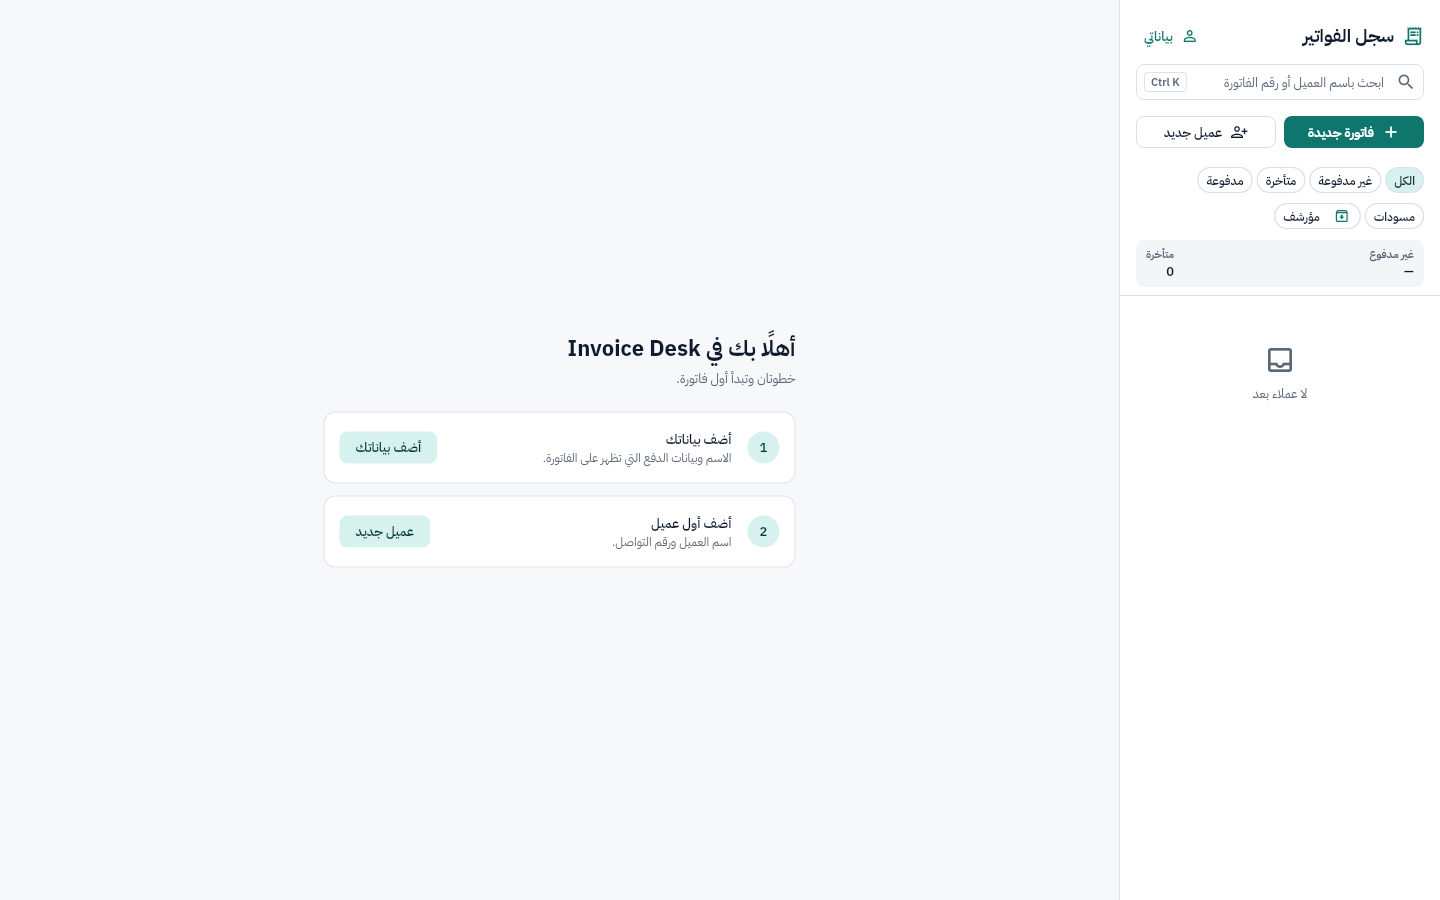 سجل الفواتير
بياناتي
ابحث باسم العميل أو رقم الفاتورة
Ctrl K
فاتورة جديدة
عميل جديد
الكل
غير مدفوعة
متأخرة
مدفوعة
مسودات
مؤرشف
غير مدفوع
متأخرة
—
0
لا عملاء بعد
أهلًا بك في Invoice Desk
خطوتان وتبدأ أول فاتورة.
1
أضف بياناتك
الاسم وبيانات الدفع التي تظهر على الفاتورة.
أضف بياناتك
2
أضف أول عميل
اسم العميل ورقم التواصل.
عميل جديد